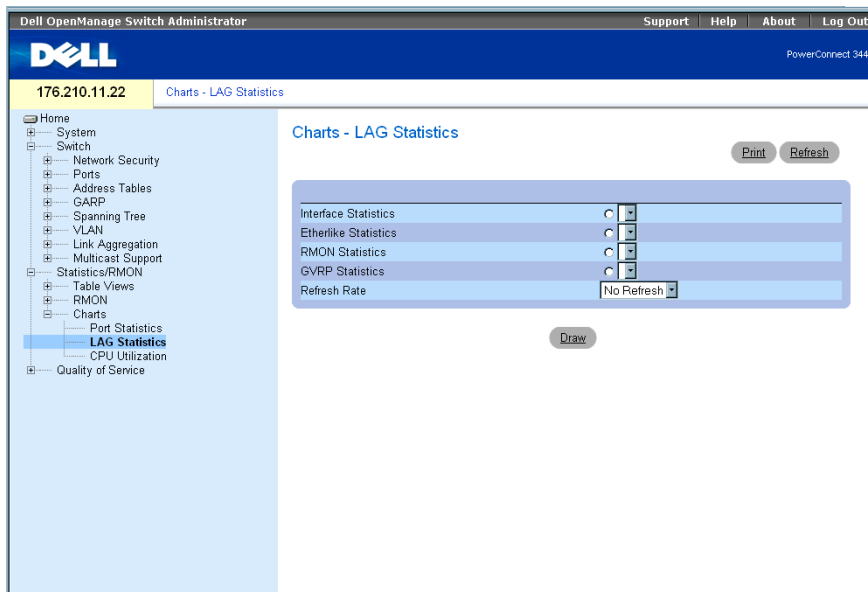 Dell OpenManage Switch Administrator
Support Help About Log Out
DELL
PowerConnect 344
176.210.11.22
Charts - LAG Statistics
Home
System
Switch
Network Security
Ports
Address Tables
GARP
Spanning Tree
VLAN
Link Aggregation
Multicast Support
Statistics/RMON
Table Views
RMON
Charts
Port Statistics
LAG Statistics
CPU Utilization
Quality of Service
Charts - LAG Statistics
Print Refresh
Interface Statistics
Etherlike Statistics
RMON Statistics
GVRP Statistics
Refresh Rate No Refresh
Draw